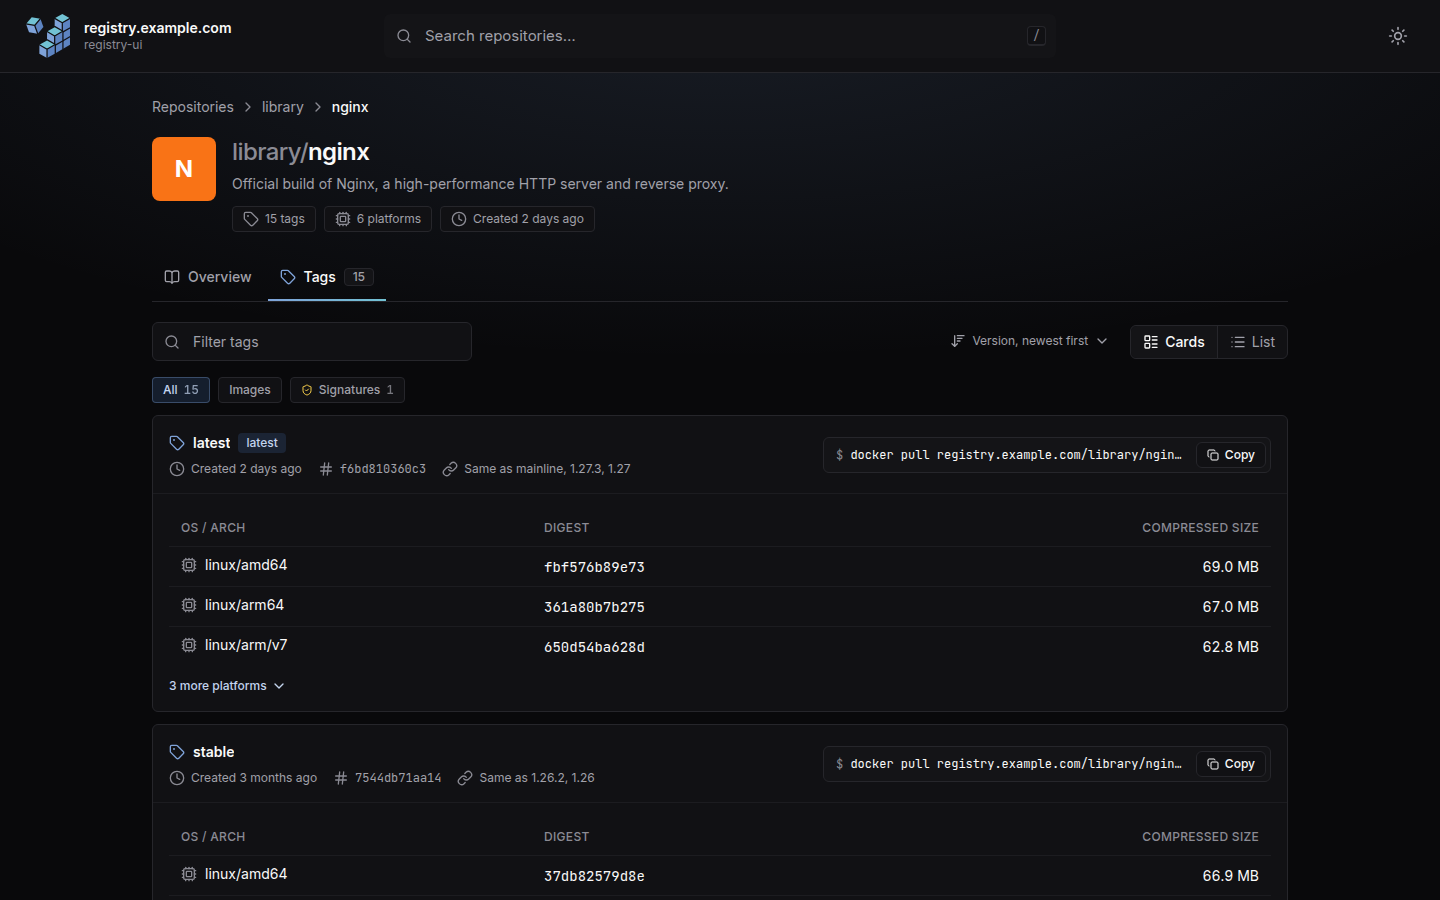 registry.example.com
registry-ui
Search repositories...
/
Repositories > library > nginx
N
library/nginx
Official build of Nginx, a high-performance HTTP server and reverse proxy.
15 tags
6 platforms
Created 2 days ago
Overview
Tags 15
Filter tags
Version, newest first
Cards
List
All 15
Images
Signatures 1
latest latest
Created 2 days ago
f6bd810360c3
Same as mainline, 1.27.3, 1.27
$ docker pull registry.example.com/library/ngin…
Copy
OS / ARCH DIGEST COMPRESSED SIZE
linux/amd64 fbf576b89e73 69.0 MB
linux/arm64 361a80b7b275 67.0 MB
linux/arm/v7 650d54ba628d 62.8 MB
3 more platforms
stable
Created 3 months ago
7544db71aa14
Same as 1.26.2, 1.26
$ docker pull registry.example.com/library/ngin…
Copy
OS / ARCH DIGEST COMPRESSED SIZE
linux/amd64 37db82579d8e 66.9 MB